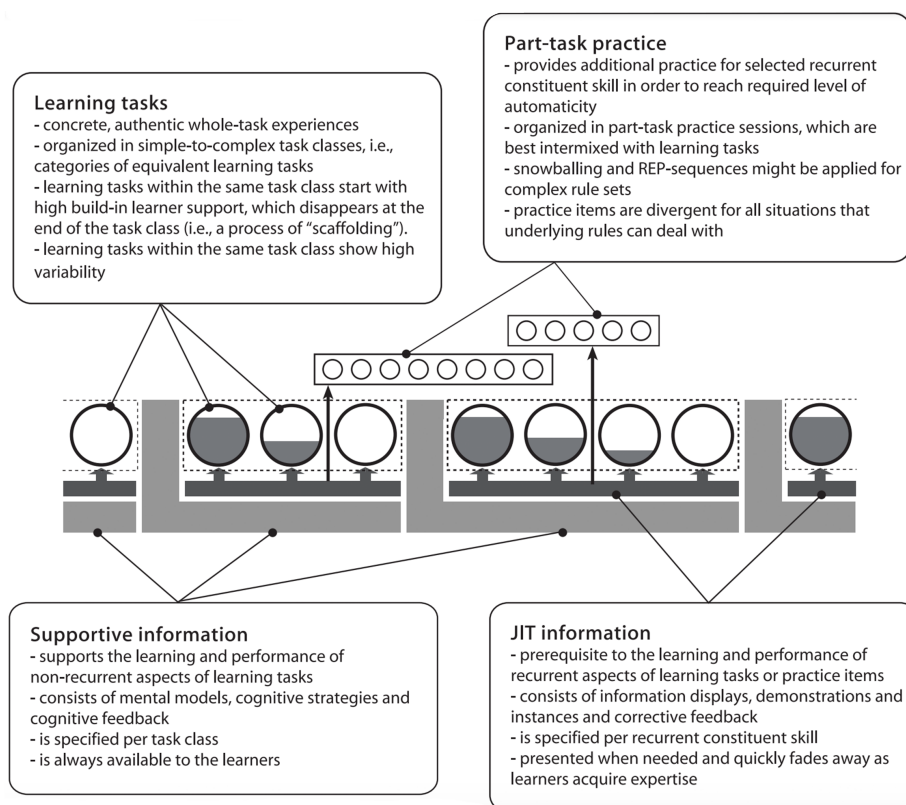 Part-task practice
- provides additional practice for selected recurrent
constituent skill in order to reach required level of
automaticity
- organized in part-task practice sessions, which are
best intermixed with learning tasks
- snowballing and REP-sequences might be applied for
complex rule sets
- practice items are divergent for all situations that
underlying rules can deal with
Learning tasks
- concrete, authentic whole-task experiences
- organized in simple-to-complex task classes, i.e.,
categories of equivalent learning tasks
- learning tasks within the same task class start with
high build-in learner support, which disappears at the
end of the task class (i.e., a process of “scaffolding”).
- learning tasks within the same task class show high
variability
Supportive information
- supports the learning and performance of
non-recurrent aspects of learning tasks
- consists of mental models, cognitive strategies and
cognitive feedback
- is specified per task class
- is always available to the learners
JIT information
- prerequisite to the learning and performance of
recurrent aspects of learning tasks or practice items
- consists of information displays, demonstrations and
instances and corrective feedback
- is specified per recurrent constituent skill
- presented when needed and quickly fades away as
learners acquire expertise